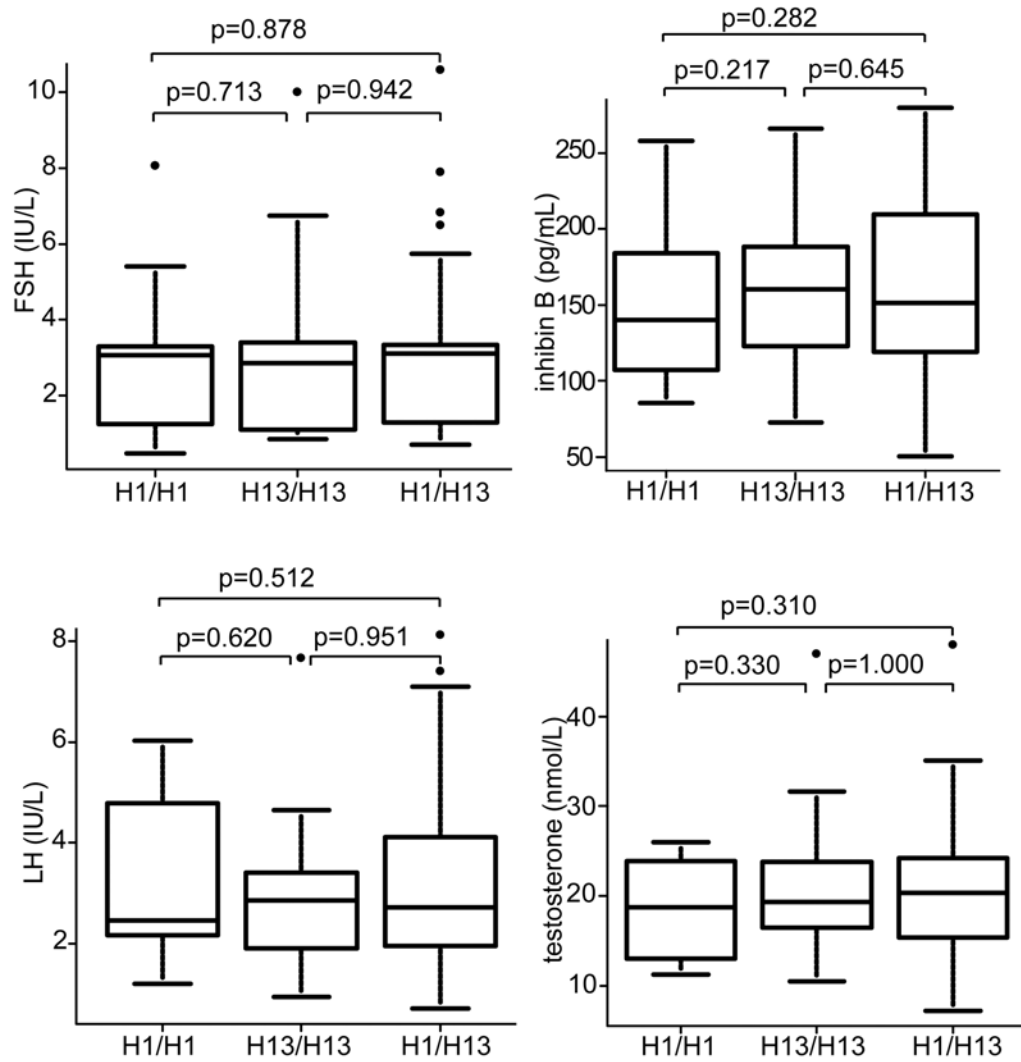 p=0.878
p=0.713
p=0.942
10
8
6
4
2
FSH (IU/L)
H1/H1
H13/H13
H1/H13
p=0.282
p=0.217
p=0.645
250
200
150
100
50
inhibin B (pg/mL)
H1/H1
H13/H13
H1/H13
p=0.512
p=0.620
p=0.951
8
6
4
2
LH (IU/L)
H1/H1
H13/H13
H1/H13
p=0.310
p=0.330
p=1.000
40
30
20
10
testosterone (nmol/L)
H1/H1
H13/H13
H1/H13